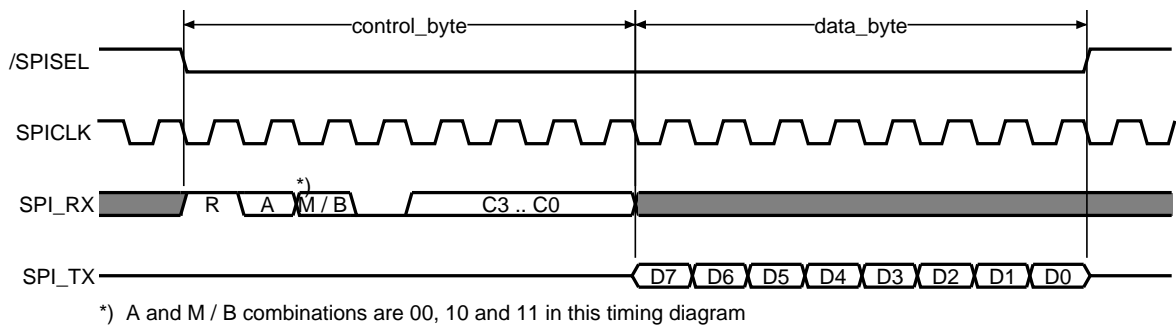 control_byte data_byte
/SPISEL
SPICLK
*)
SPI_RX R A M / B C3 .. C0
SPI_TX D7 D6 D5 D4 D3 D2 D1 D0
*) A and M / B combinations are 00, 10 and 11 in this timing diagram